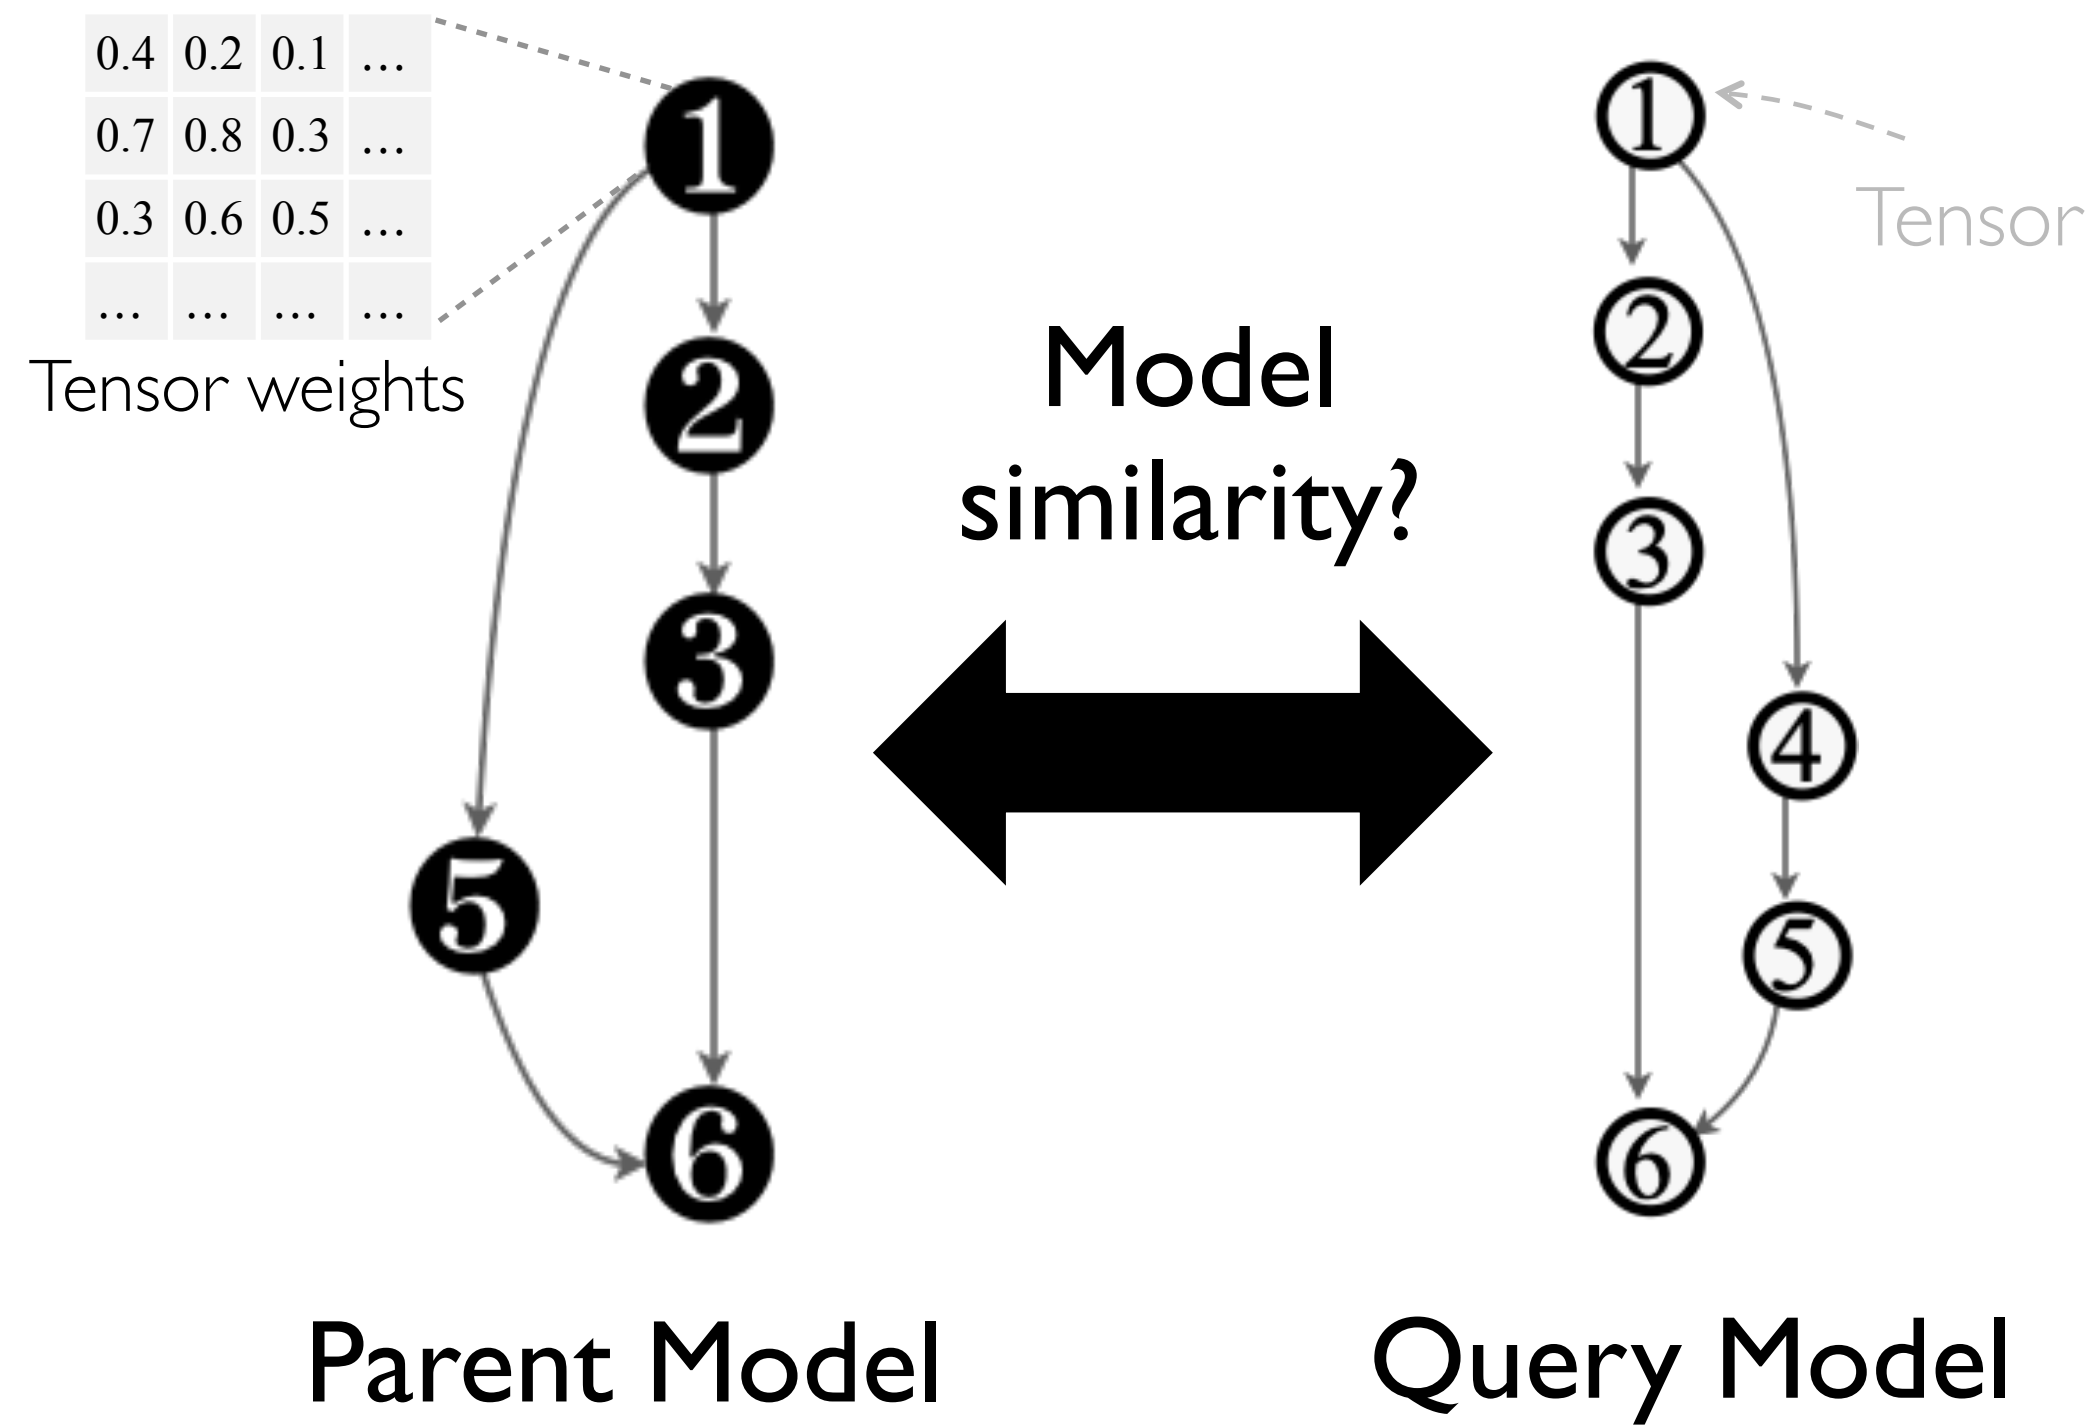 0.4 0.2 0.1 ...
0.7 0.8 0.3 ...
0.3 0.6 0.5 ...
... ... ... ...
Tensor weights
1
2
3
5
6
Parent Model
Model
similarity?
1
Tensor
2
3
4
5
6
Query Model